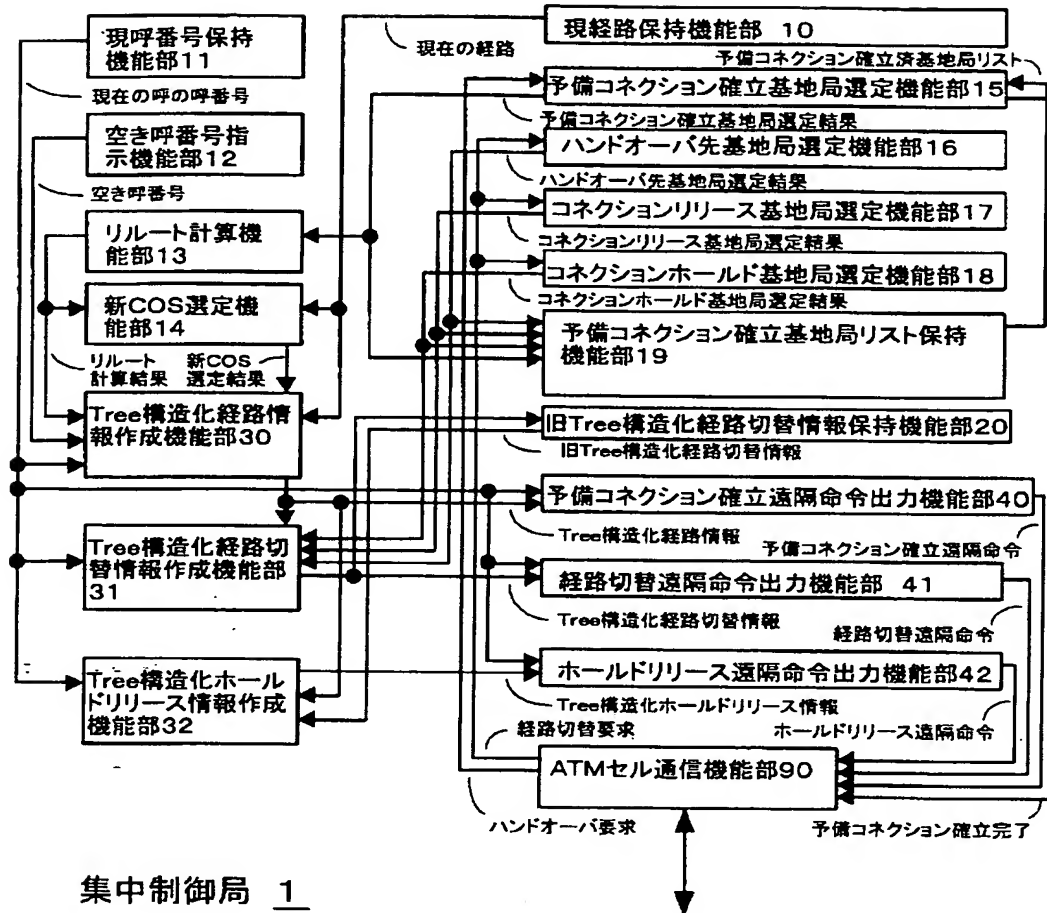 現呼番号保持
機能部11
現在の呼の呼番号
空き呼番号指
示機能部12
空き呼番号
リルート計算機
能部13
新COS選定機
能部14
リルート
計算結果
新COS
選定結果
Tree構造化経路情
報作成機能部30
Tree構造化経路切
替情報作成機能部
31
Tree構造化ホール
ドリリース情報作成
機能部32
現在の経路
現経路保持機能部 10
予備コネクション確立済基地局リスト
予備コネクション確立基地局選定機能部15
予備コネクション確立基地局選定結果
ハンドオーバ先基地局選定機能部16
ハンドオーバ先基地局選定結果
コネクションリリース基地局選定機能部17
コネクションリリース基地局選定結果
コネクションホールド基地局選定機能部18
コネクションホールド基地局選定結果
予備コネクション確立基地局リスト保持
機能部19
旧Tree構造化経路切替情報保持機能部20
旧Tree構造化経路切替情報
予備コネクション確立遠隔命令出力機能部40
Tree構造化経路情報
予備コネクション確立遠隔命令
経路切替遠隔命令出力機能部 41
Tree構造化経路切替情報
経路切替遠隔命令
ホールドリリース遠隔命令出力機能部42
Tree構造化ホールドリリース情報
経路切替要求
ホールドリリース遠隔命令
ATMセル通信機能部90
ハンドオーバ要求
予備コネクション確立完了
集中制御局 1